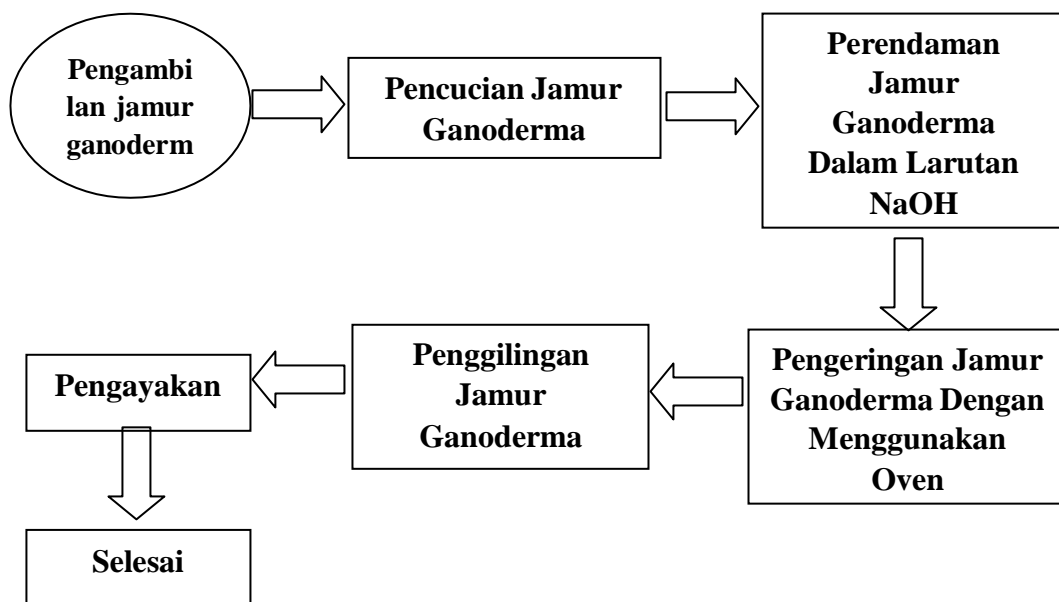 Pengambi
lan jamur
ganoderm
Pencucian Jamur
Ganoderma
Perendaman
Jamur
Ganoderma
Dalam Larutan
NaOH
Pengeringan Jamur
Ganoderma Dengan
Menggunakan
Oven
Penggilingan
Jamur
Ganoderma
Pengayakan
Selesai